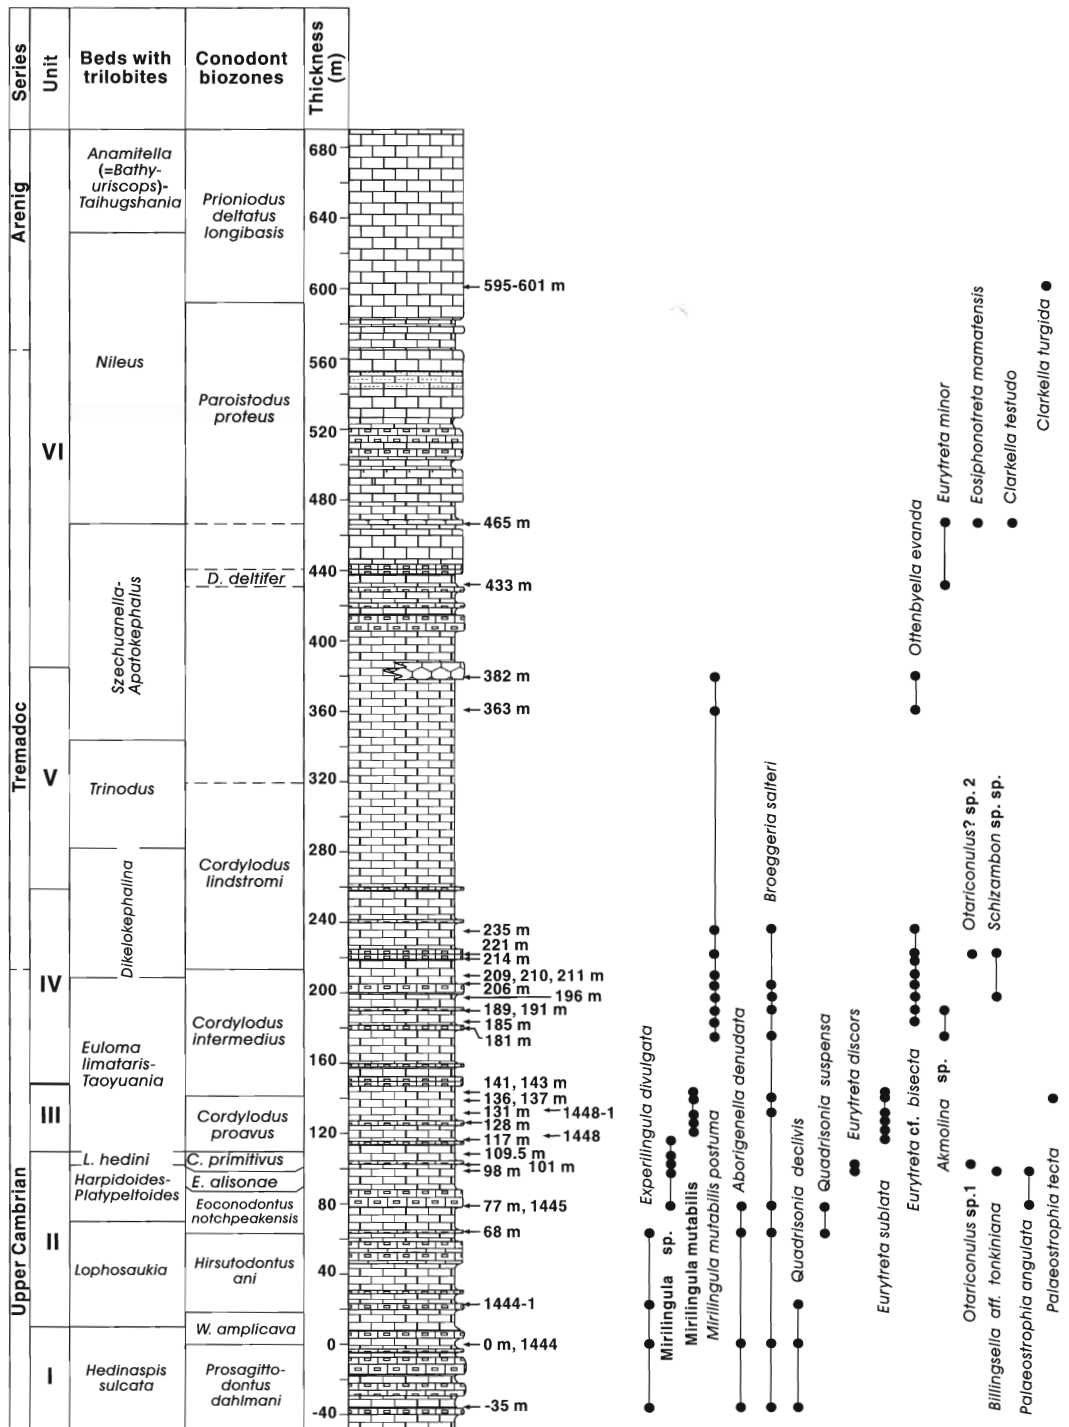 Series
Unit
Beds with
trilobites
Conodont
biozones
Thickness
(m)
Arenig
Tremadoc
Upper Cambrian
VI
V
IV
III
II
I
Anamitella
(=Bathy-
uriscops)-
Taihugshania
Nileus
Szechuanella-
Apatokephalus
Trinodus
Dikelokephalina
Euloma
limataris-
Taoyuania
L. hedini
Harpidoides-
Platypeltoides
Lophosaukia
Hedinaspis
sulcata
Prioniodus
deltatus
longibasis
Paroistodus
proteus
D. deltifer
Cordylodus
lindstromi
Cordylodus
intermedius
Cordylodus
proavus
C. primitivus
E. alisonae
Eoconodontus
notchpeakensis
Hirsutodontus
ani
W. amplicava
Prosagitto-
dontus
dahlmani
680
640
600
560
520
480
440
400
360
320
280
240
200
160
120
80
40
0
-40
595-601 m
465 m
433 m
382 m
363 m
235 m
221 m
214 m
209, 210, 211 m
206 m
196 m
189, 191 m
185 m
181 m
141, 143 m
136, 137 m
131 m
1448-1
128 m
117 m
1448
109.5 m
101 m
98 m
77 m, 1445
68 m
1444-1
0 m, 1444
-35 m
Experilingula divulgata
Mirilingula sp.
Mirilingula mutabilis
Mirilingula mutabilis postuma
Aborigenella denudata
Broeggeria salteri
Quadrisonia declivis
Quadrisonia suspensa
Eurytreta discors
Eurytreta sublata
Eurytreta cf. bisecta
Ottenbyella evanda
Akmolina sp.
Eurytreta minor
Otariconulus sp.1
Otariconulus? sp. 2
Eosiphonotreta mamatensis
Schizambon sp. sp.
Billingsella aff. tonkiniana
Clarkella testudo
Palaeostrophia angulata
Clarkella turgida
Palaeostrophia tecta